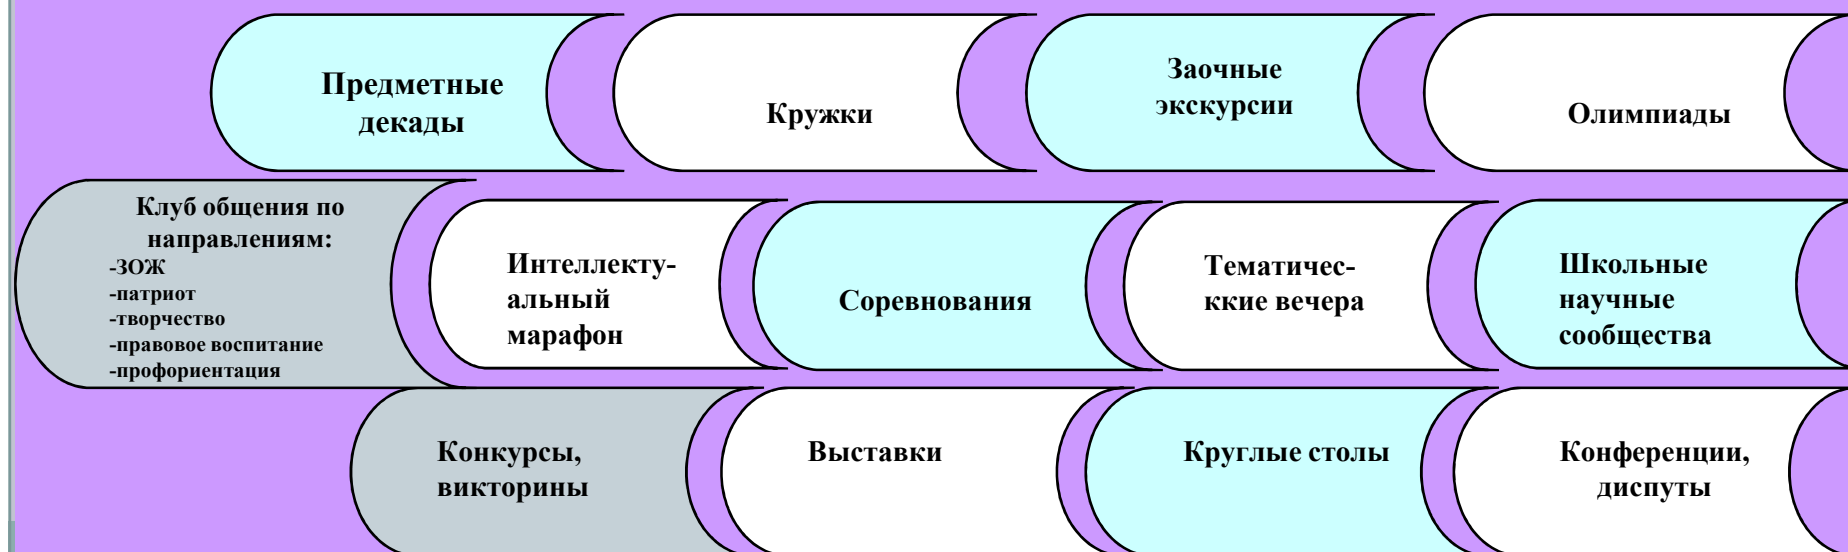 Предметные
декады
Кружки
Заочные
экскурсии
Олимпиады
Клуб общения по
направлениям:
-ЗОЖ
-патриот
-творчество
-правовое воспитание
-профориентация
Интеллекту-
альный
марафон
Соревнования
Тематичес-
ккие вечера
Школьные
научные
сообщества
Конкурсы,
викторины
Выставки
Круглые столы
Конференции,
диспуты